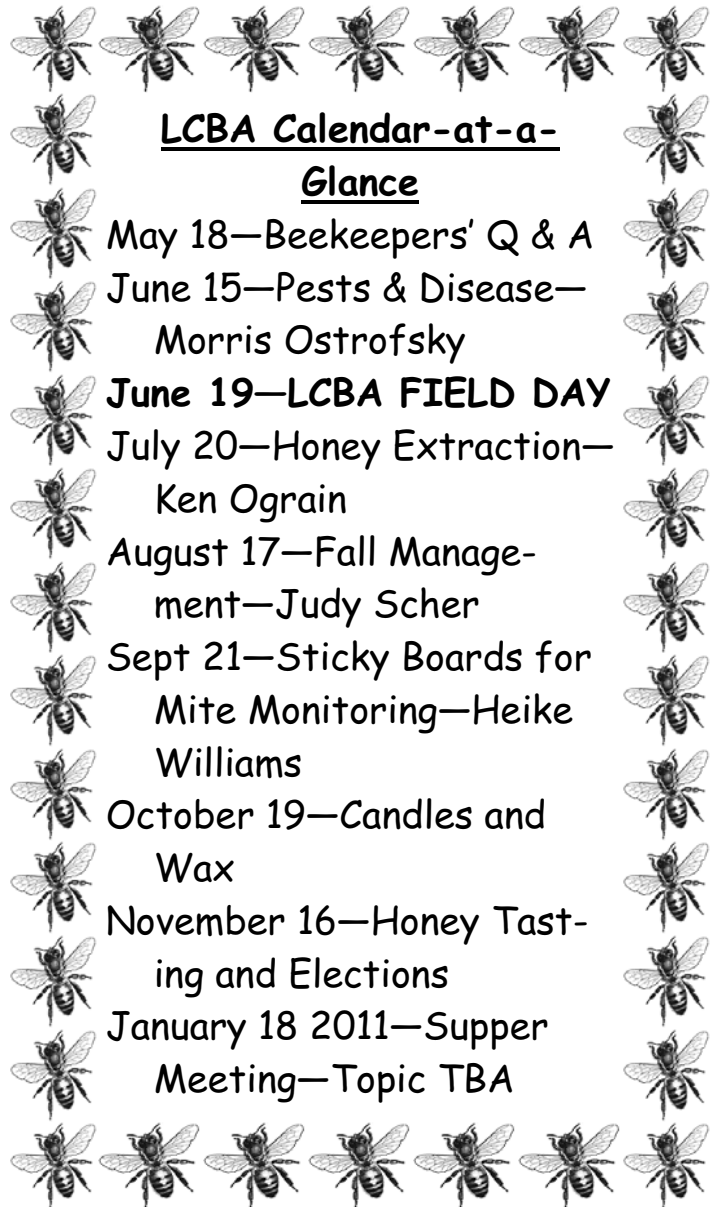 LCBA Calendar-at-a-
Glance
May 18—Beekeepers’ Q & A
June 15—Pests & Disease—
Morris Ostrofsky
June 19—LCBA FIELD DAY
July 20—Honey Extraction—
Ken Ograin
August 17—Fall Manage-
ment—Judy Scher
Sept 21—Sticky Boards for
Mite Monitoring—Heike
Williams
October 19—Candles and
Wax
November 16—Honey Tast-
ing and Elections
January 18 2011—Supper
Meeting—Topic TBA